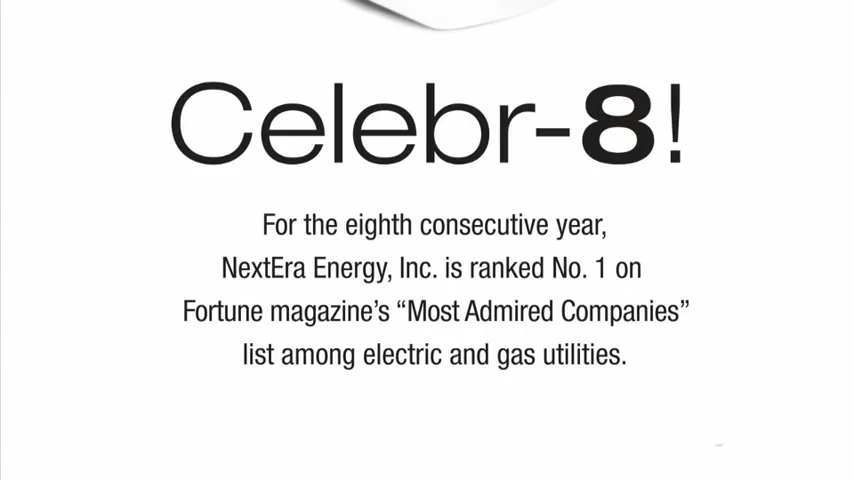 Celebr-8!
For the eighth consecutive year,
NextEra Energy, Inc. is ranked No. 1 on
Fortune magazine’s “Most Admired Companies”
list among electric and gas utilities.